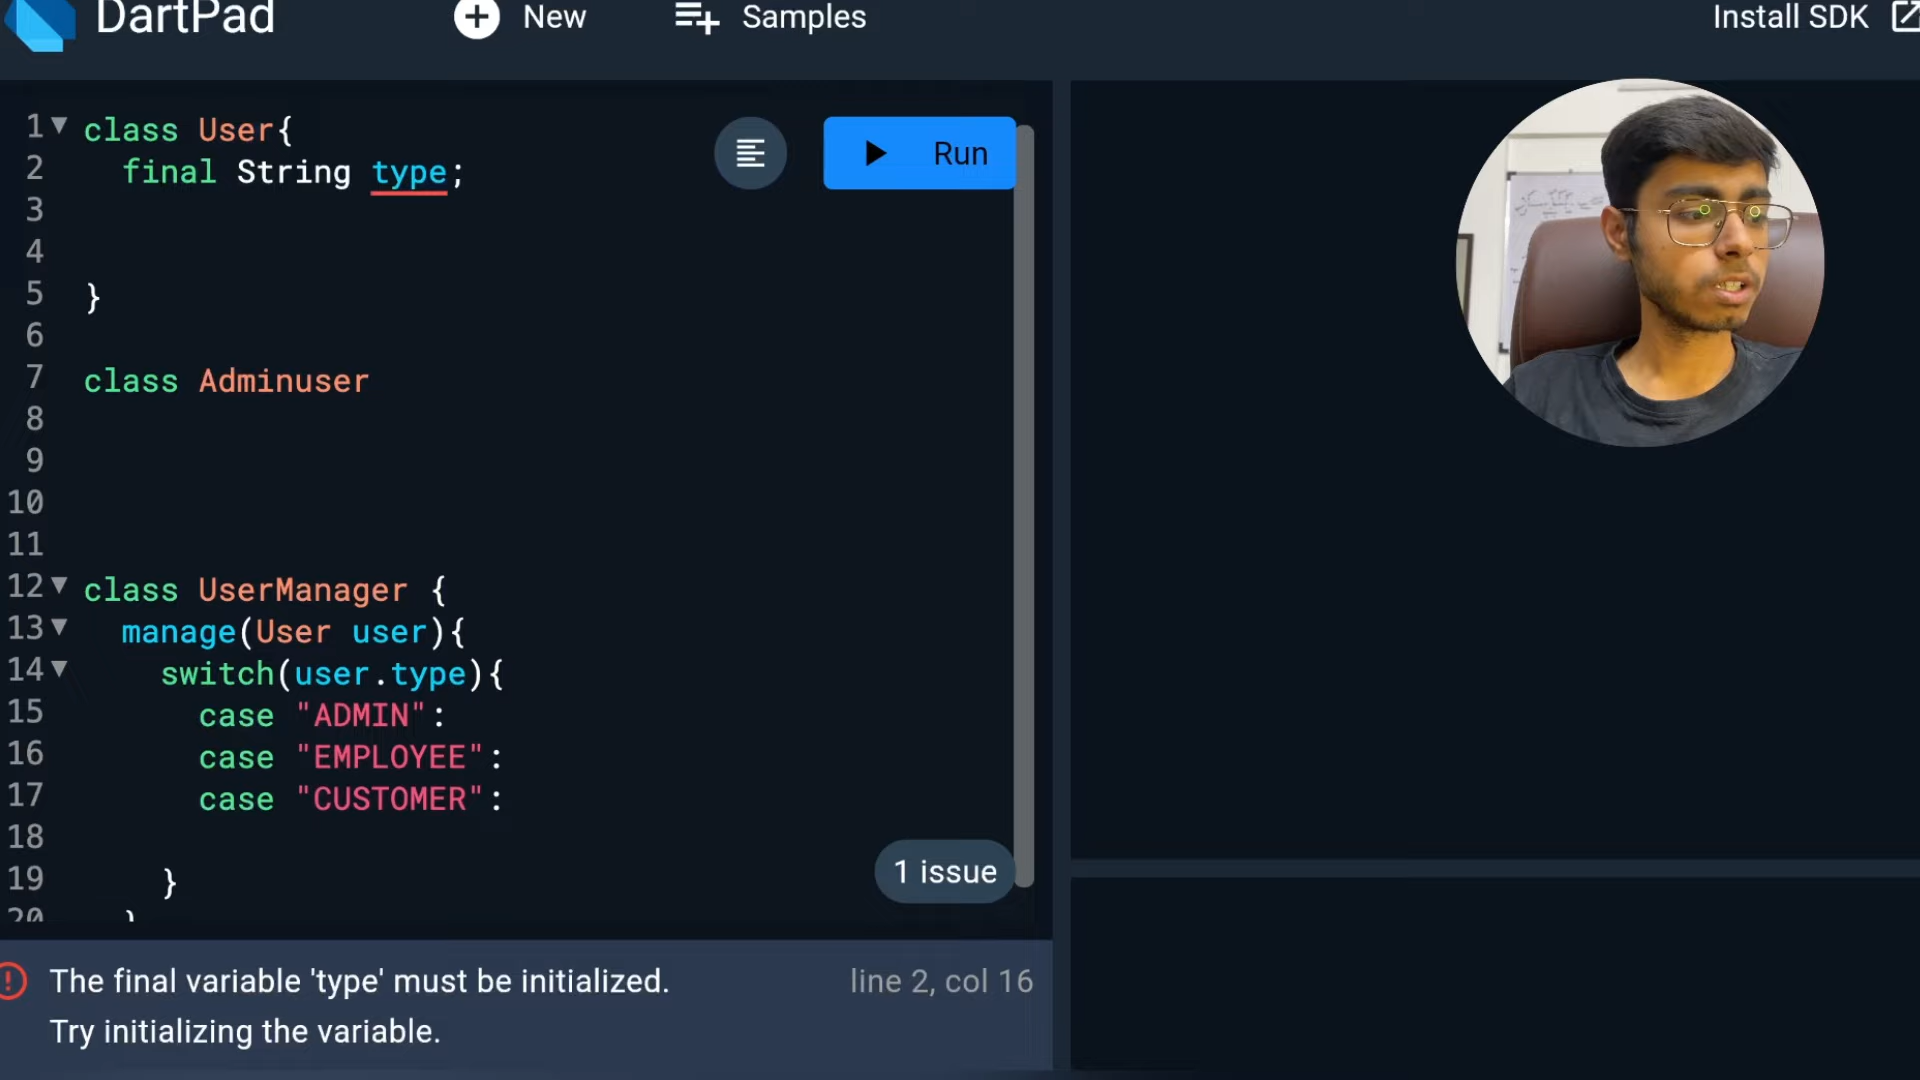 DartPad
New
Samples
Install SDK
Run
1 class User{
2 final String type;
3
4
5 }
6
7 class Adminuser
8
9
10
11
12 class UserManager {
13 manage(User user){
14 switch(user.type){
15 case "ADMIN":
16 case "EMPLOYEE":
17 case "CUSTOMER":
18
19 }
20 }
1 issue
The final variable 'type' must be initialized.
line 2, col 16
Try initializing the variable.